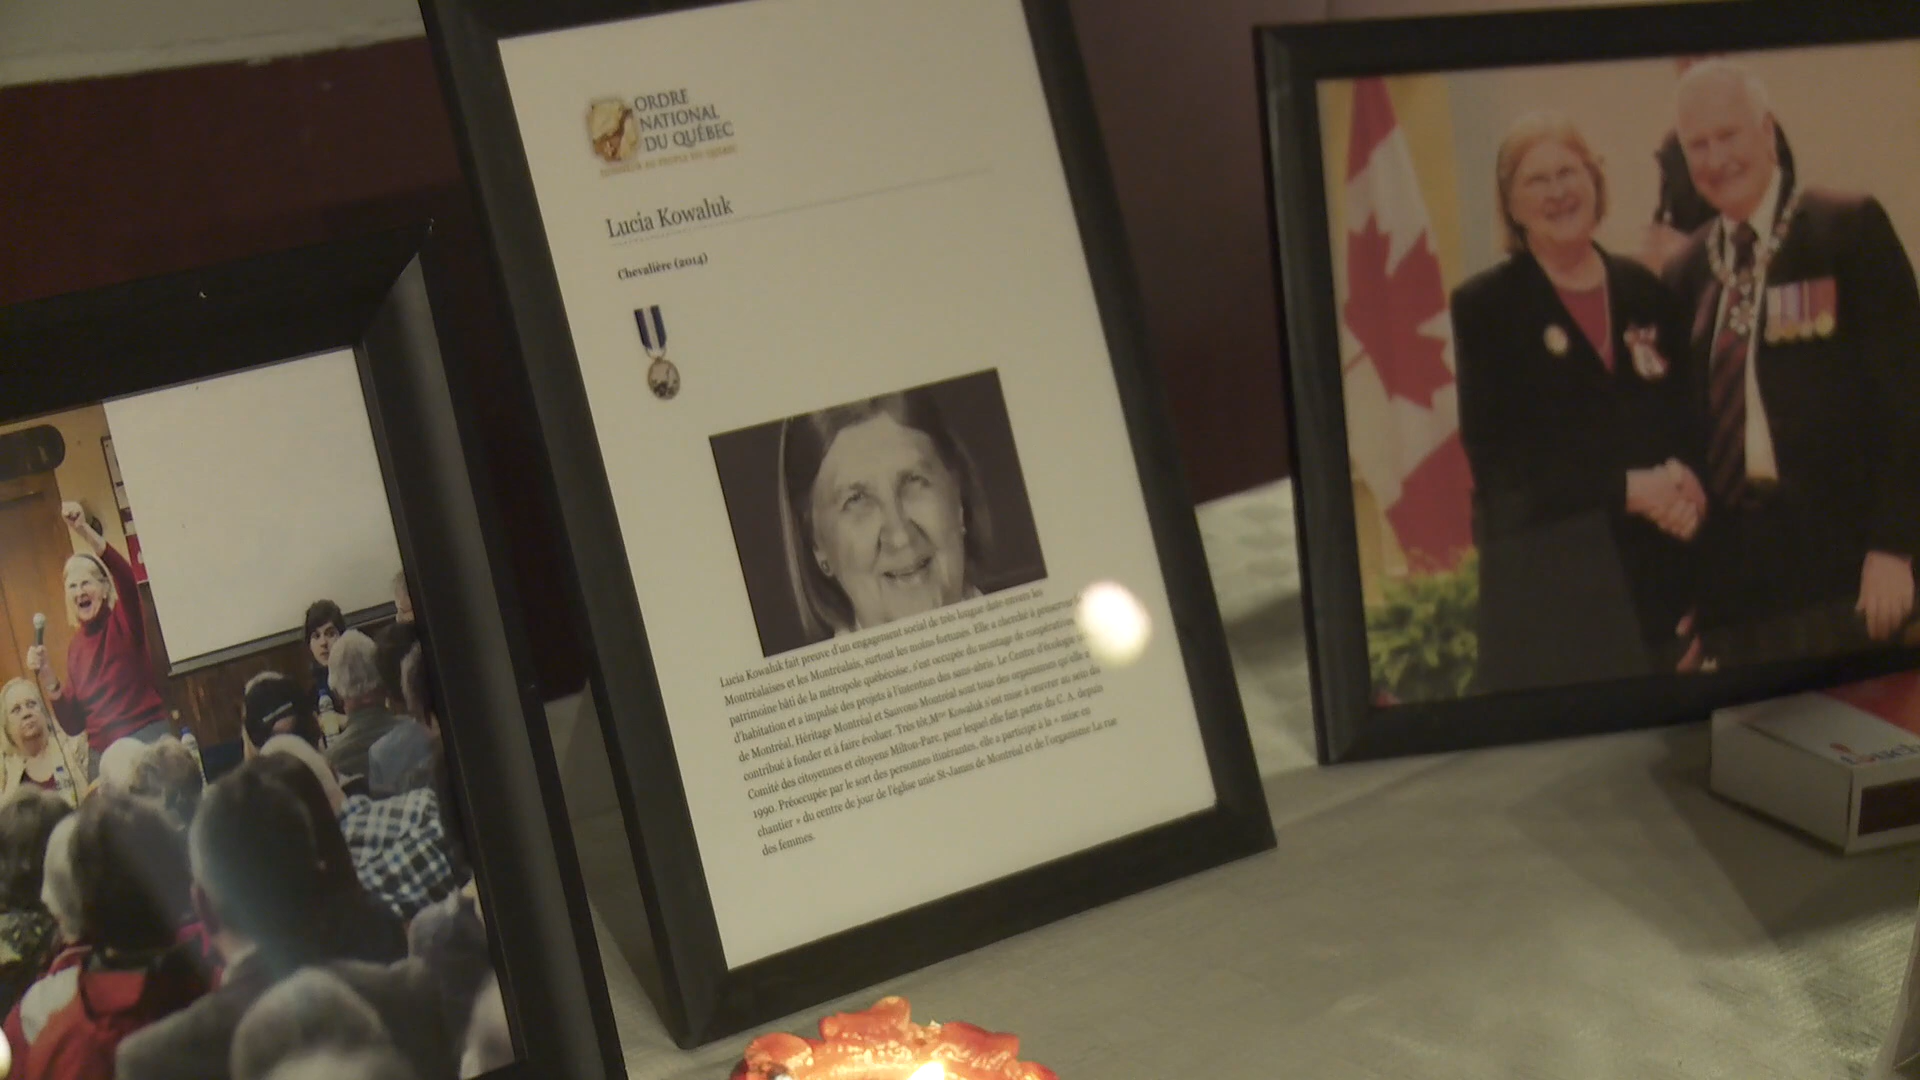 ORDRE
NATIONAL
DU QUÉBEC
Lucia Kowaluk
Chevalière (2014)
Lucia Kowaluk fait preuve d'un engagement social de très longue date envers les
Montréalaises et les Montréalais, surtout les moins fortunés. Elle a cherché à préserver
patrimoine bâti de la métropole québécoise, s'est occupée du montage de coopératives
d'habitation et a impulsé des projets à l'intention des sans-abris. Le Centre d'écologie
de Montréal, Héritage Montréal et Sauvons Montréal sont tous des organismes qu'elle a
contribué à fonder et à faire évoluer. Très tôt, Mme Kowaluk s'est mise à œuvrer au sein du
Comité des citoyennes et citoyens Milton-Parc, pour lequel elle fait partie du C. A. depuis
1990. Préoccupée par le sort des personnes itinérantes, elle a participé à la « mise en
chantier » du centre de jour de l'église unie St-James de Montréal et de l'organisme La rue
des femmes.